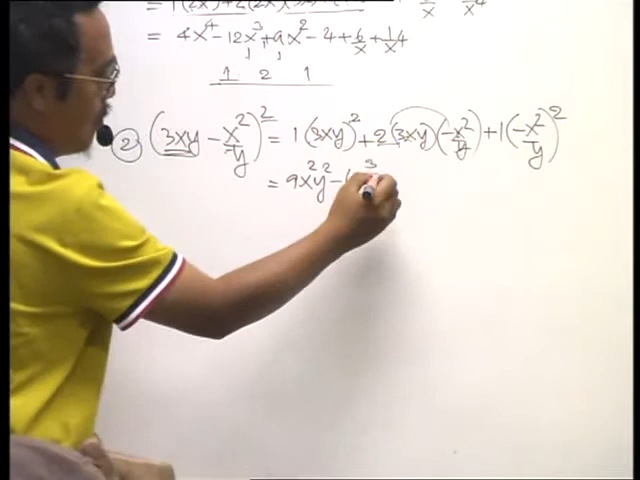 = 4x⁴ - 12x³ + 9x² - 4 + 6/x + 1/x⁴
1 2 1
② (3xy - x²/y)² = 1(3xy)² + 2(3xy)(-x²/y) + 1(-x²/y)²
= 9x²y² -